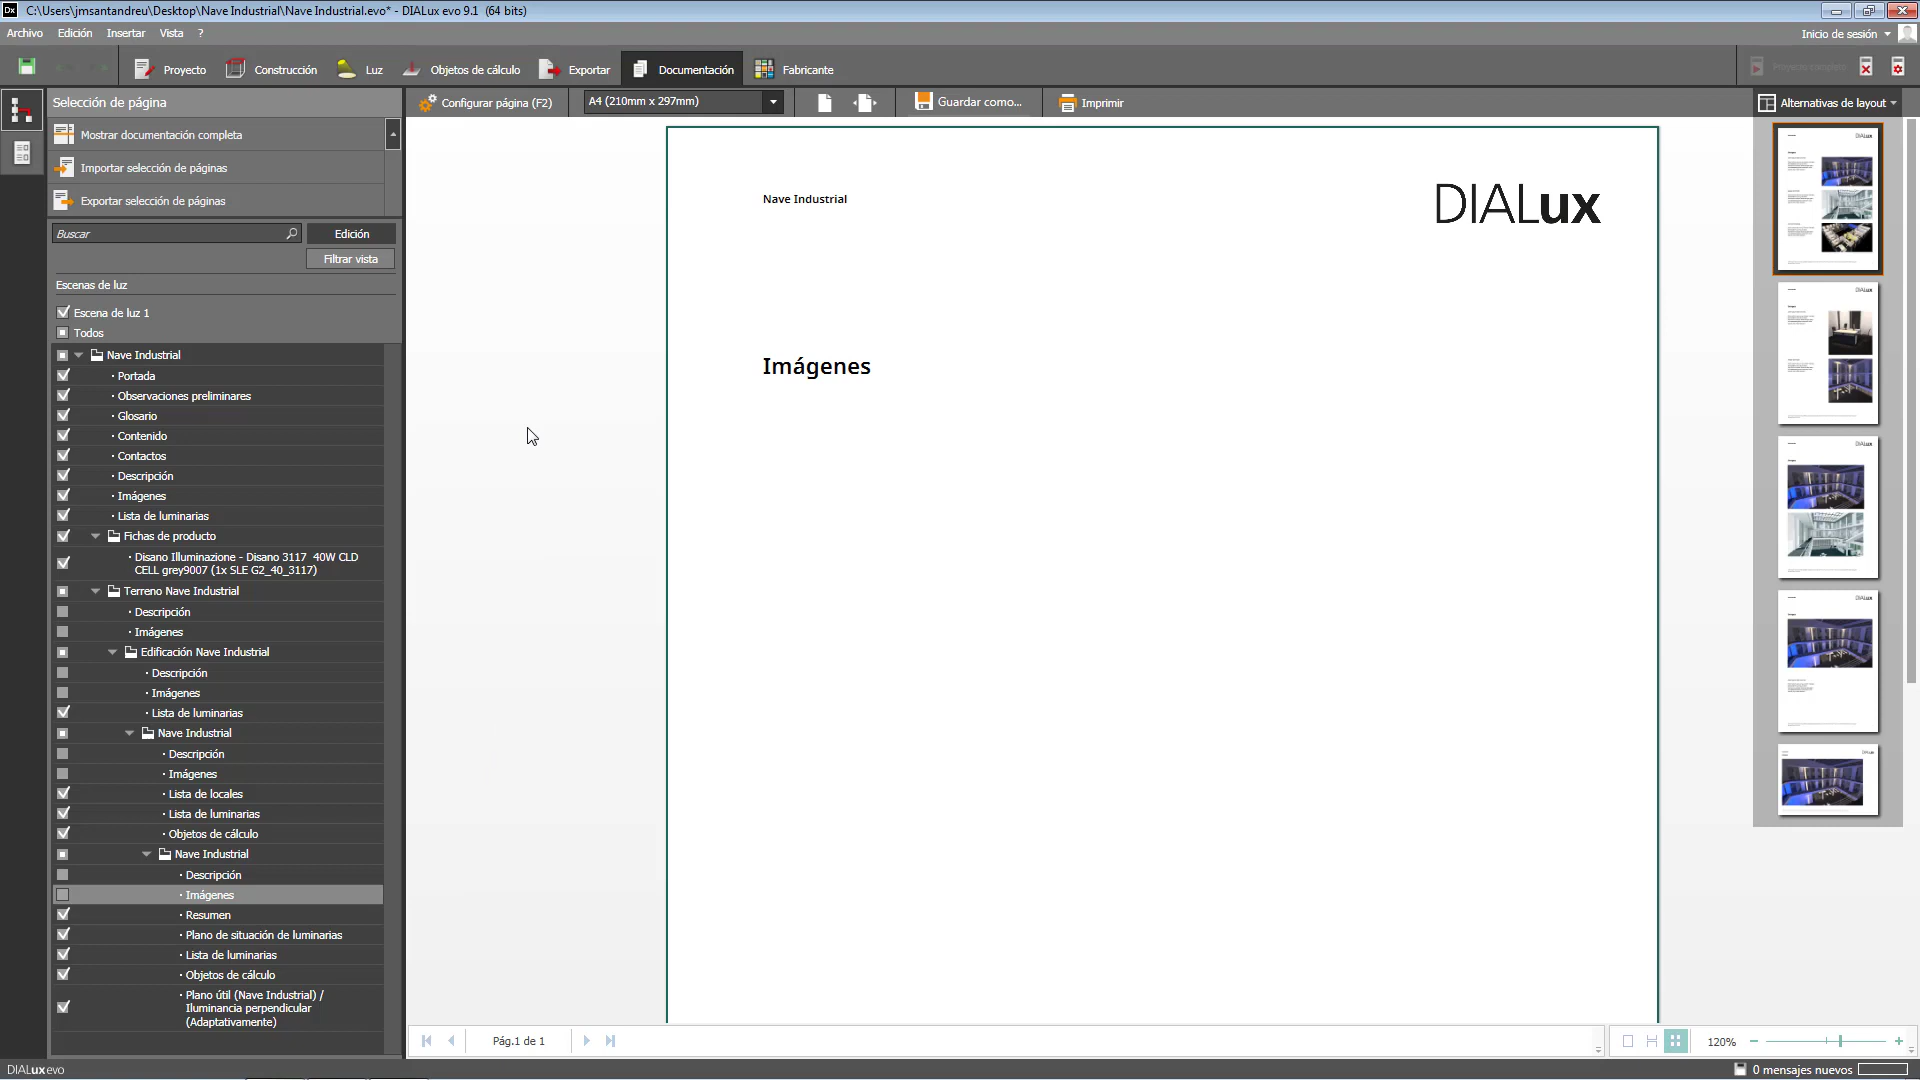 C:\Users\jmsantandreu\Desktop\Nave Industrial\Nave Industrial.evo* - DIALux evo 9.1 (64 bits)
Archivo Edición Insertar Vista ?
Inicio de sesión
Proyecto Construcción Luz Objetos de cálculo Exportar Documentación Fabricante
Proyecto completo
Selección de página
Configurar página (F2) A4 (210mm x 297mm) Guardar como... Imprimir
Alternativas de layout
Mostrar documentación completa
Importar selección de páginas
Exportar selección de páginas
Buscar
Edición
Filtrar vista
Escenas de luz
Escena de luz 1
Todos
Nave Industrial
· Portada
· Observaciones preliminares
· Glosario
· Contenido
· Contactos
· Descripción
· Imágenes
· Lista de luminarias
Fichas de producto
· Disano Illuminazione - Disano 3117 40W CLD
CELL grey9007 (1x SLE G2_40_3117)
Terreno Nave Industrial
· Descripción
· Imágenes
Edificación Nave Industrial
· Descripción
· Imágenes
· Lista de luminarias
Nave Industrial
· Descripción
· Imágenes
· Lista de locales
· Lista de luminarias
· Objetos de cálculo
Nave Industrial
· Descripción
· Imágenes
· Resumen
· Plano de situación de luminarias
· Lista de luminarias
· Objetos de cálculo
· Plano útil (Nave Industrial) /
Iluminancia perpendicular
(Adaptativamente)
Nave Industrial
DIALux
Imágenes
DIALux
DIALux
DIALux
DIALux
DIALux
Pág.1 de 1
120%
DIALux evo
0 mensajes nuevos